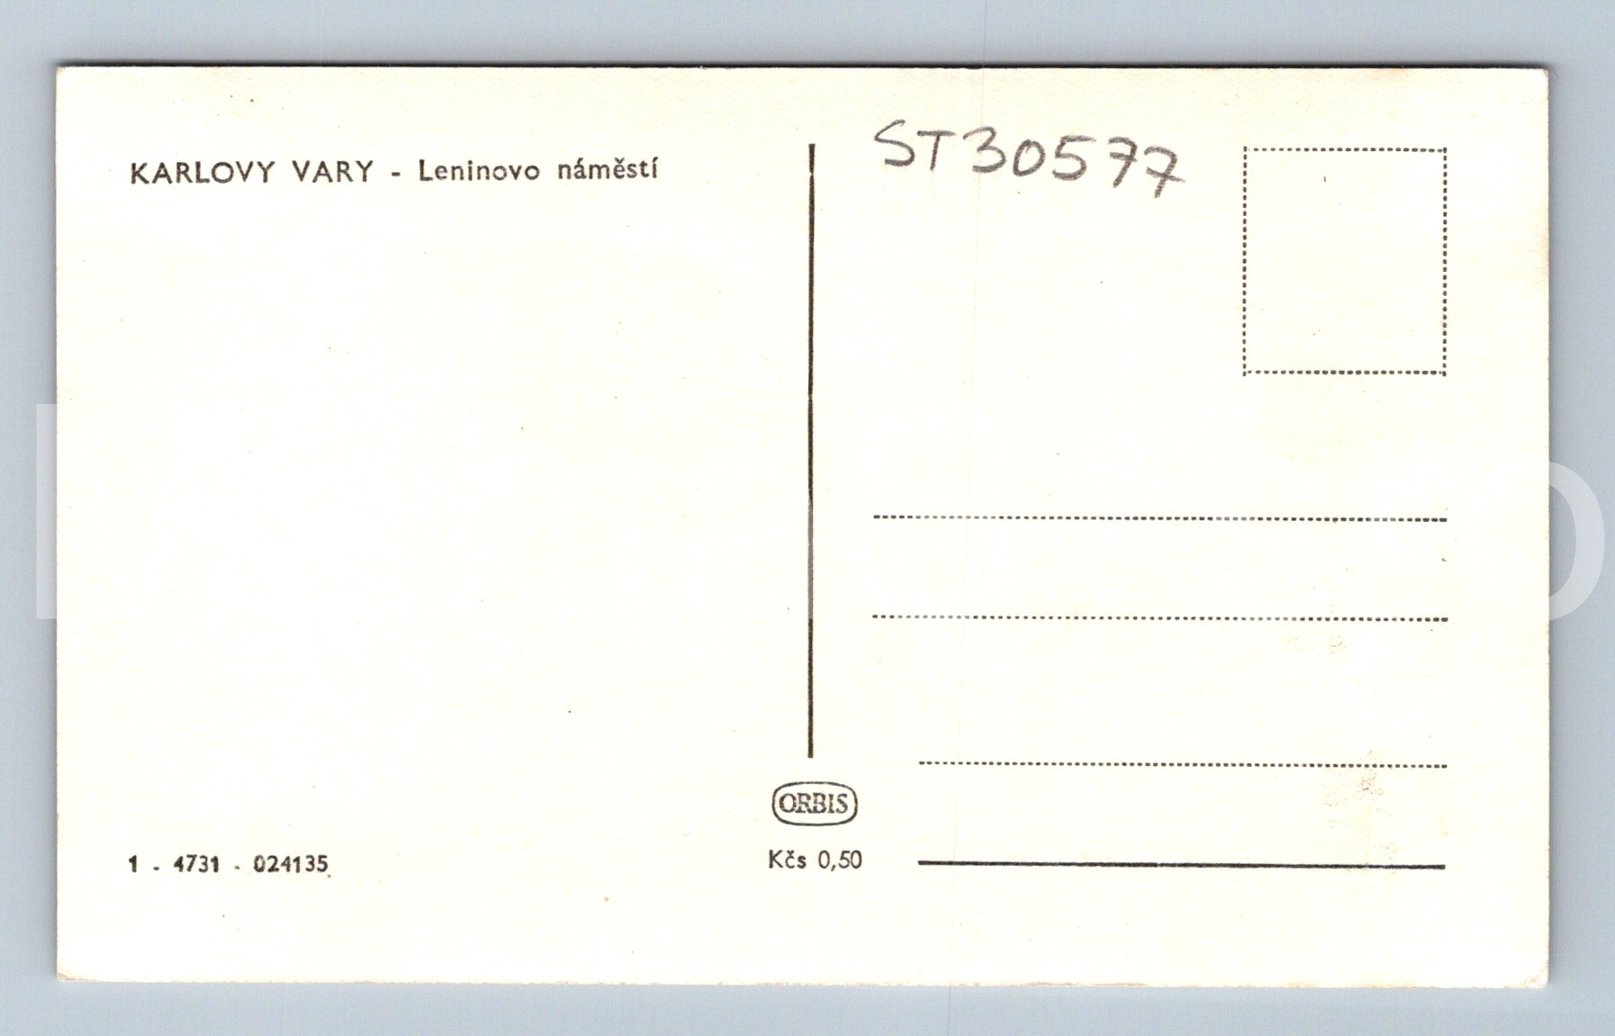 KARLOVY VARY - Leninovo náměstí
ST30577
ORBIS
Kčs 0,50
1 - 4731 - 024135